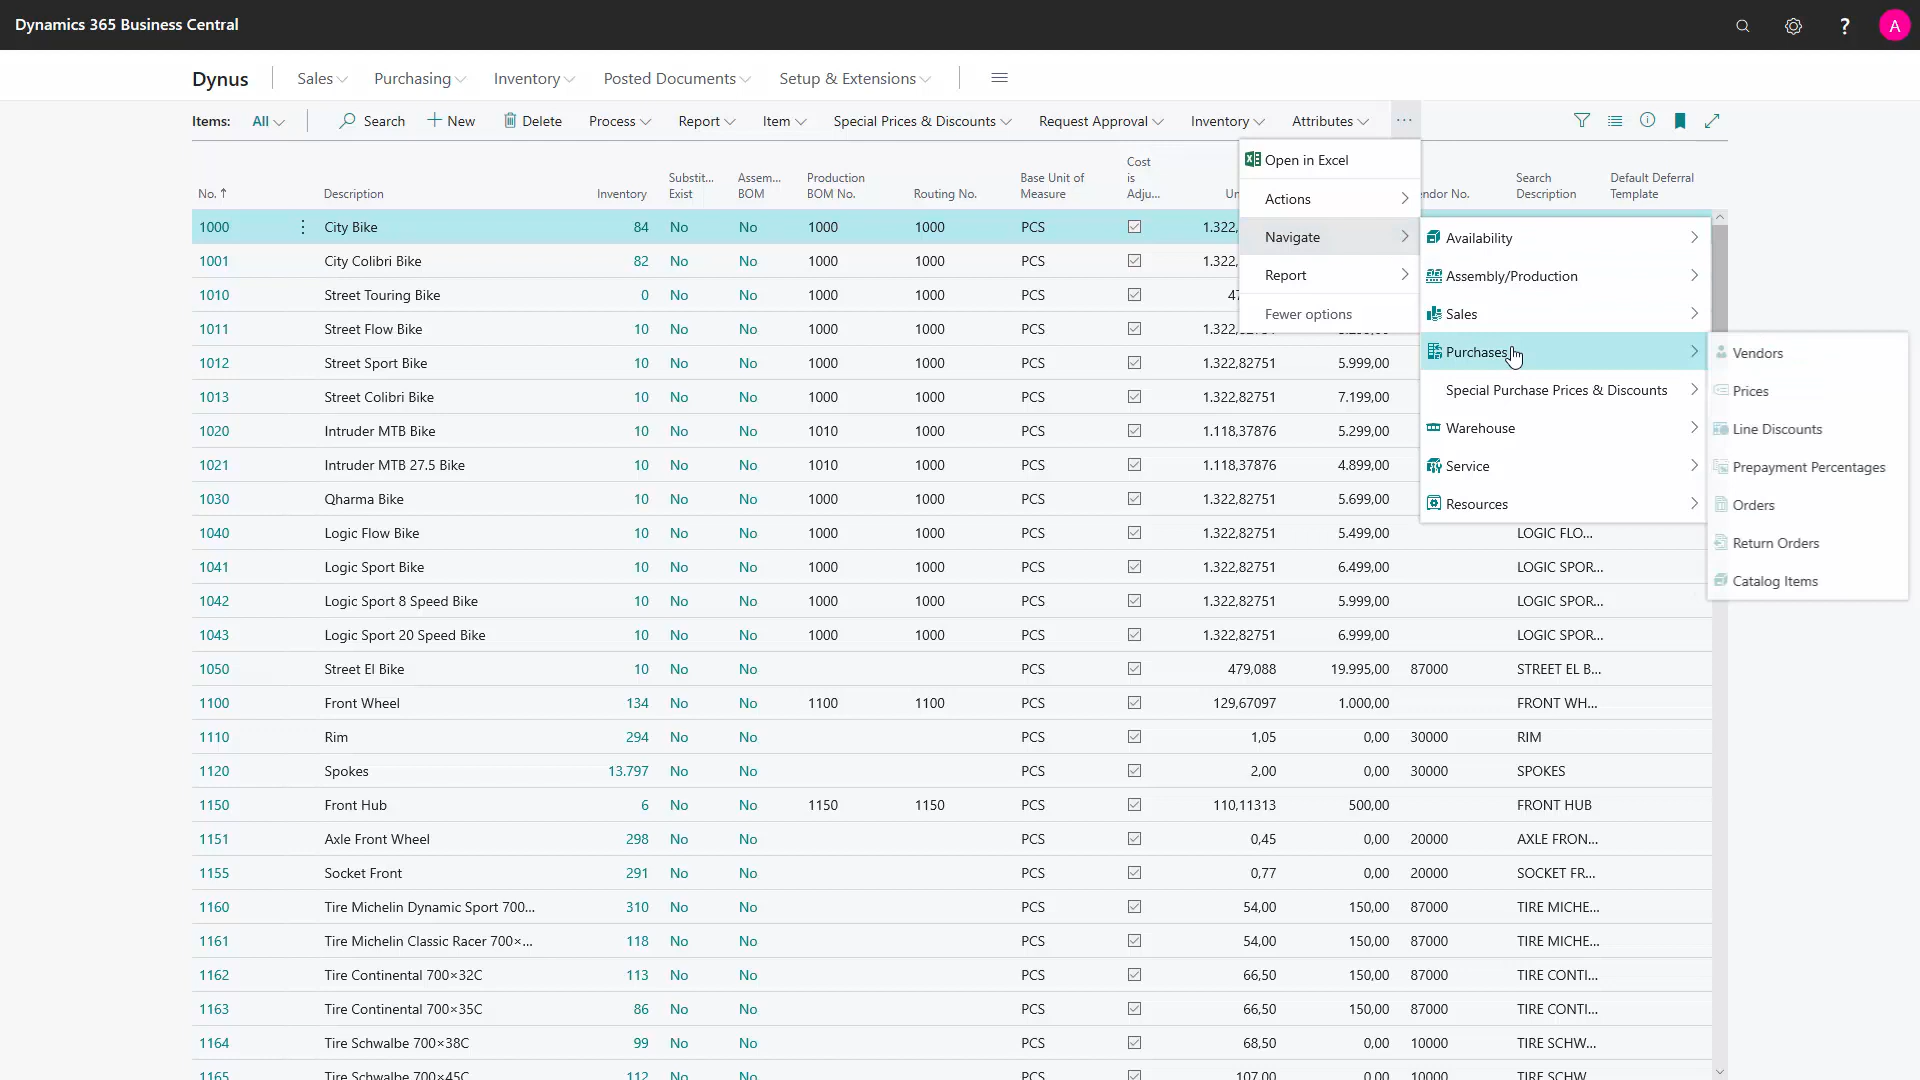 Dynamics 365 Business Central
?
A
Dynus
Sales
Purchasing
Inventory
Posted Documents
Setup & Extensions
Items:
All
Search
New
Delete
Process
Report
Item
Special Prices & Discounts
Request Approval
Inventory
Attributes
...
Open in Excel
Actions
Navigate
Report
Fewer options
Availability
Assembly/Production
Sales
Purchases
Special Purchase Prices & Discounts
Warehouse
Service
Resources
Vendors
Prices
Line Discounts
Prepayment Percentages
Orders
Return Orders
Catalog Items
No. ↑ Description Inventory Substit... Exist Assem... BOM Production BOM No. Routing No. Base Unit of Measure Cost is Adju... Search Description Default Deferral Template
1000 City Bike 84 No No 1000 1000 PCS 1.322,
1001 City Colibri Bike 82 No No 1000 1000 PCS 1.322,
1010 Street Touring Bike 0 No No 1000 1000 PCS
1011 Street Flow Bike 10 No No 1000 1000 PCS
1012 Street Sport Bike 10 No No 1000 1000 PCS 1.322,82751 5.999,00
1013 Street Colibri Bike 10 No No 1000 1000 PCS 1.322,82751 7.199,00
1020 Intruder MTB Bike 10 No No 1010 1000 PCS 1.118,37876 5.299,00
1021 Intruder MTB 27.5 Bike 10 No No 1010 1000 PCS 1.118,37876 4.899,00
1030 Qharma Bike 10 No No 1000 1000 PCS 1.322,82751 5.699,00
1040 Logic Flow Bike 10 No No 1000 1000 PCS 1.322,82751 5.499,00 LOGIC FLO...
1041 Logic Sport Bike 10 No No 1000 1000 PCS 1.322,82751 6.499,00 LOGIC SPOR...
1042 Logic Sport 8 Speed Bike 10 No No 1000 1000 PCS 1.322,82751 5.999,00 LOGIC SPOR...
1043 Logic Sport 20 Speed Bike 10 No No 1000 1000 PCS 1.322,82751 6.999,00 LOGIC SPOR...
1050 Street El Bike 10 No No PCS 479,088 19.995,00 87000 STREET EL B...
1100 Front Wheel 134 No No 1100 1100 PCS 129,67097 1.000,00 FRONT WH...
1110 Rim 294 No No PCS 1,05 0,00 30000 RIM
1120 Spokes 13.797 No No PCS 2,00 0,00 30000 SPOKES
1150 Front Hub 6 No No 1150 1150 PCS 110,11313 500,00 FRONT HUB
1151 Axle Front Wheel 298 No No PCS 0,45 0,00 20000 AXLE FRON...
1155 Socket Front 291 No No PCS 0,77 0,00 20000 SOCKET FR...
1160 Tire Michelin Dynamic Sport 700... 310 No No PCS 54,00 150,00 87000 TIRE MICHE...
1161 Tire Michelin Classic Racer 700×... 118 No No PCS 54,00 150,00 87000 TIRE MICHE...
1162 Tire Continental 700×32C 113 No No PCS 66,50 150,00 87000 TIRE CONTI...
1163 Tire Continental 700×35C 86 No No PCS 66,50 150,00 87000 TIRE CONTI...
1164 Tire Schwalbe 700×38C 99 No No PCS 68,50 0,00 10000 TIRE SCHW...
1165 Tire Schwalbe 700×45C 112 No No PCS 107,00 0,00 10000 TIRE SCHW...